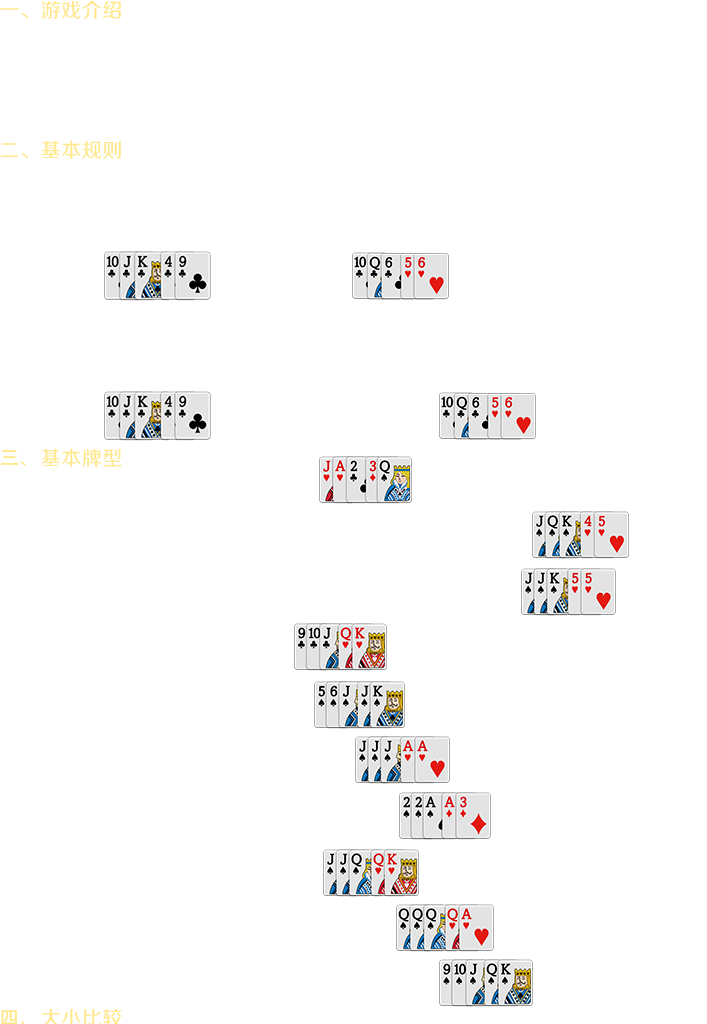 一、游戏介绍
二、基本规则
10 J K 4 9
10 Q 6 5 6
10 J K 4 9
10 Q 6 5 6
三、基本牌型
J A 2 3 Q
J Q K 4 5
J J K 5 5
9 10 J Q K
5 6 J J K
J J J A A
2 2 A A 3
J J Q Q K
Q Q Q Q A
9 10 J Q K
四、大小比较